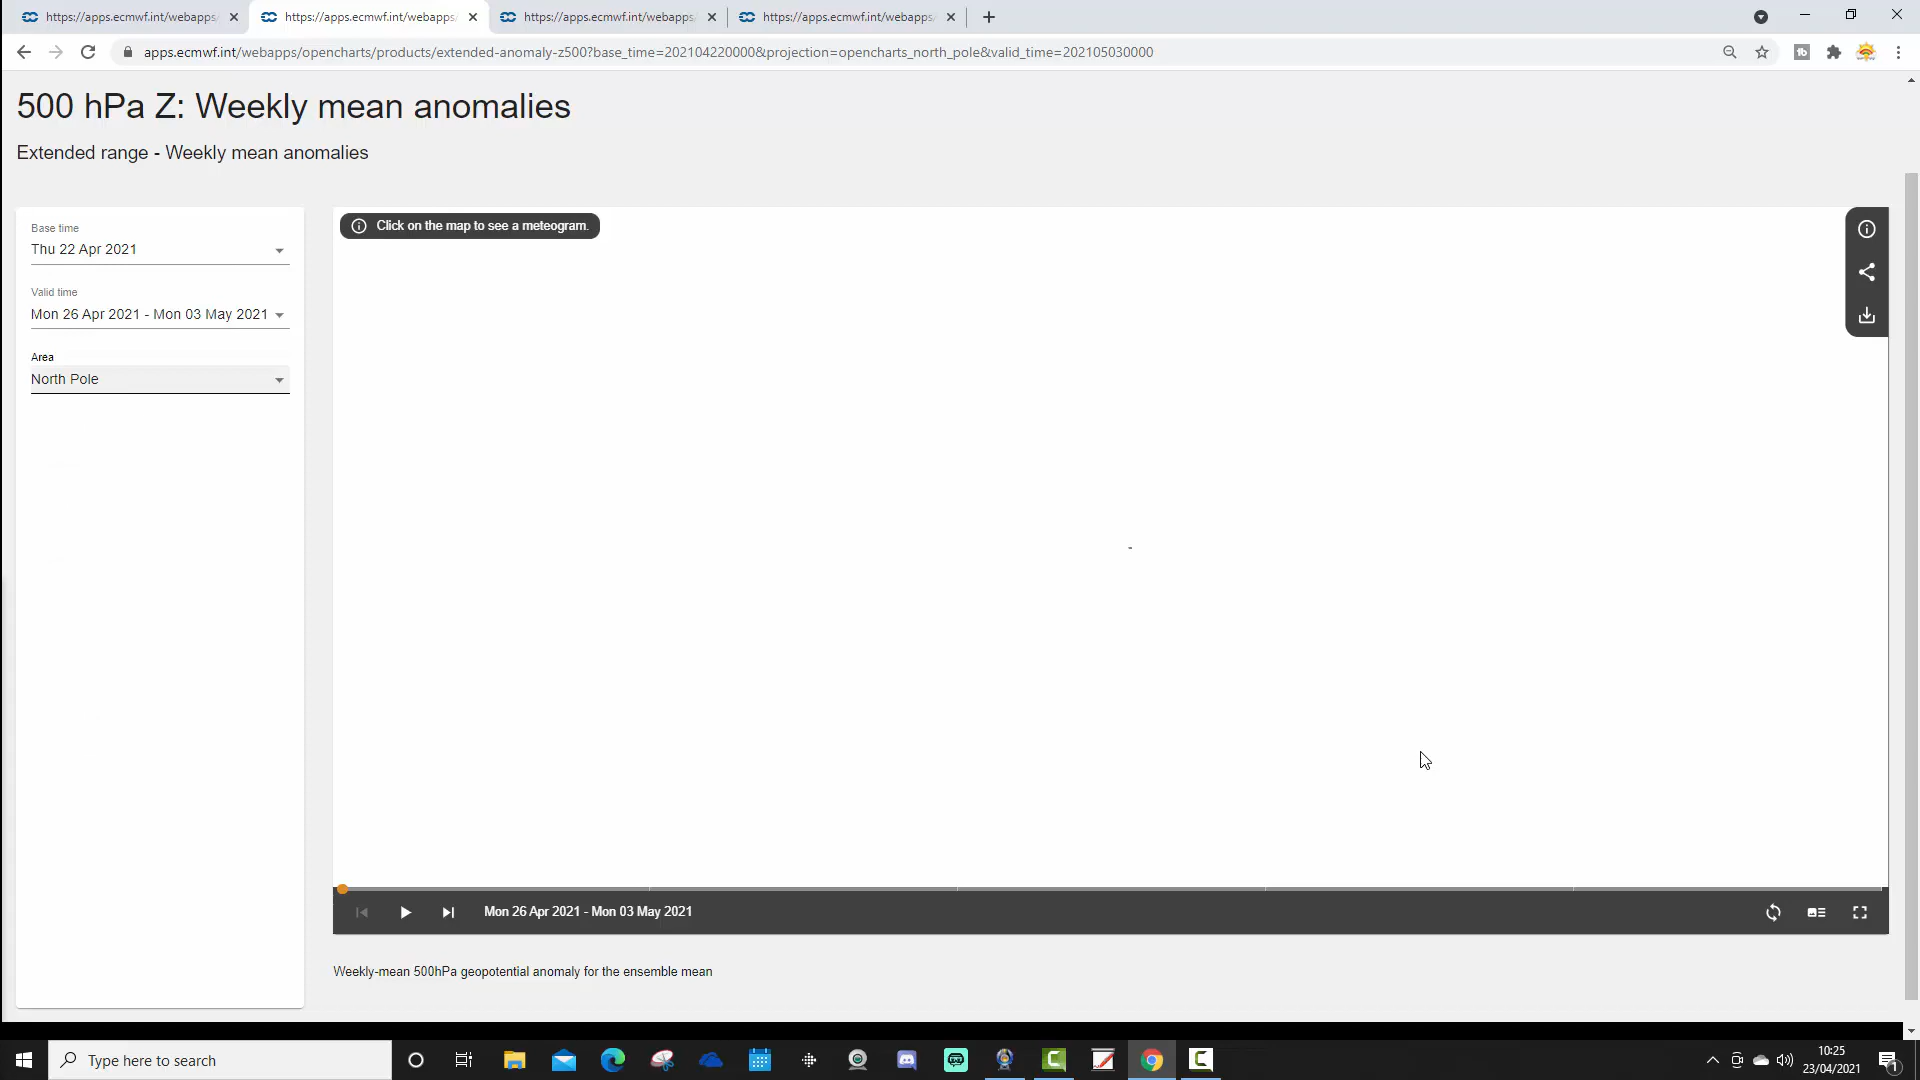 https://apps.ecmwf.int/webapps/
https://apps.ecmwf.int/webapps/
https://apps.ecmwf.int/webapps/
https://apps.ecmwf.int/webapps/
apps.ecmwf.int/webapps/opencharts/products/extended-anomaly-z500?base_time=202104220000&projection=opencharts_north_pole&valid_time=202105030000
500 hPa Z: Weekly mean anomalies
Extended range - Weekly mean anomalies
Base time
Thu 22 Apr 2021
Valid time
Mon 26 Apr 2021 - Mon 03 May 2021
Area
North Pole
Click on the map to see a meteogram.
Mon 26 Apr 2021 - Mon 03 May 2021
Weekly-mean 500hPa geopotential anomaly for the ensemble mean
Type here to search
10:25
23/04/2021
1